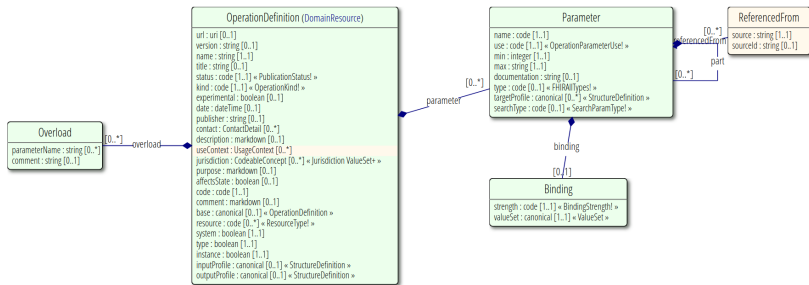 OperationDefinition (DomainResource)
url : uri [0..1]
version : string [0..1]
name : string [1..1]
title : string [0..1]
status : code [1..1] « PublicationStatus! »
kind : code [1..1] « OperationKind! »
experimental : boolean [0..1]
date : dateTime [0..1]
publisher : string [0..1]
contact : ContactDetail [0..*]
description : markdown [0..1]
useContext : UsageContext [0..*]
jurisdiction : CodeableConcept [0..*] « Jurisdiction ValueSet+ »
purpose : markdown [0..1]
affectsState : boolean [0..1]
code : code [1..1]
comment : markdown [0..1]
base : canonical [0..1] « OperationDefinition »
resource : code [0..*] « ResourceType! »
system : boolean [1..1]
type : boolean [1..1]
instance : boolean [1..1]
inputProfile : canonical [0..1] « StructureDefinition »
outputProfile : canonical [0..1] « StructureDefinition »
Parameter
name : code [1..1]
use : code [1..1] « OperationParameterUse! »
min : integer [1..1]
max : string [1..1]
documentation : string [0..1]
type : code [0..1] « FHIRAllTypes! »
targetProfile : canonical [0..*] « StructureDefinition »
searchType : code [0..1] « SearchParamType! »
ReferencedFrom
source : string [1..1]
sourceId : string [0..1]
[0..*]
referencedFrom
part
[0..*]
[0..*]
parameter
Overload
parameterName : string [0..*]
comment : string [0..1]
[0..*]
overload
binding
[0..1]
Binding
strength : code [1..1] « BindingStrength! »
valueSet : canonical [1..1] « ValueSet »